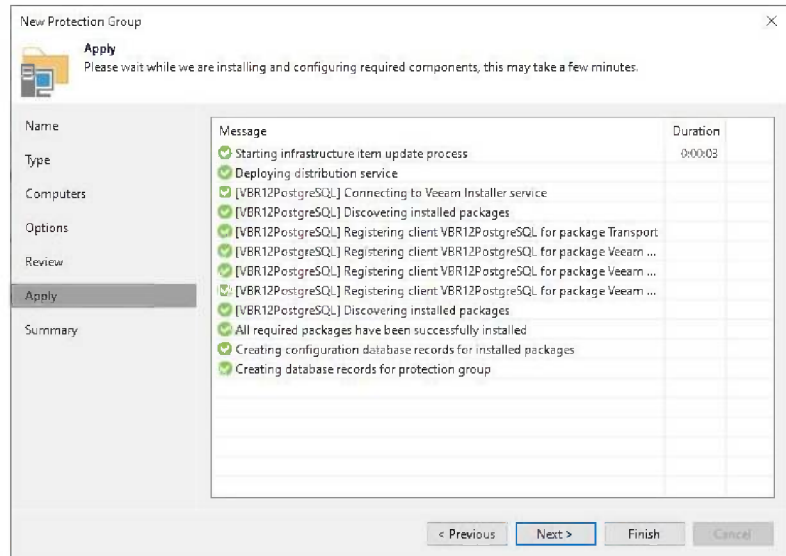 New Protection Group
Apply
Please wait while we are installing and configuring required components, this may take a few minutes.
Name
Type
Computers
Options
Review
Apply
Summary
Message Duration
Starting infrastructure item update process 0:00:03
Deploying distribution service
[VBR12PostgreSQL] Connecting to Veeam Installer service
[VBR12PostgreSQL] Discovering installed packages
[VBR12PostgreSQL] Registering client VBR12PostgreSQL for package Transport
[VBR12PostgreSQL] Registering client VBR12PostgreSQL for package Veeam ...
[VBR12PostgreSQL] Registering client VBR12PostgreSQL for package Veeam ...
[VBR12PostgreSQL] Registering client VBR12PostgreSQL for package Veeam ...
[VBR12PostgreSQL] Discovering installed packages
All required packages have been successfully installed
Creating configuration database records for installed packages
Creating database records for protection group
< Previous Next > Finish Cancel